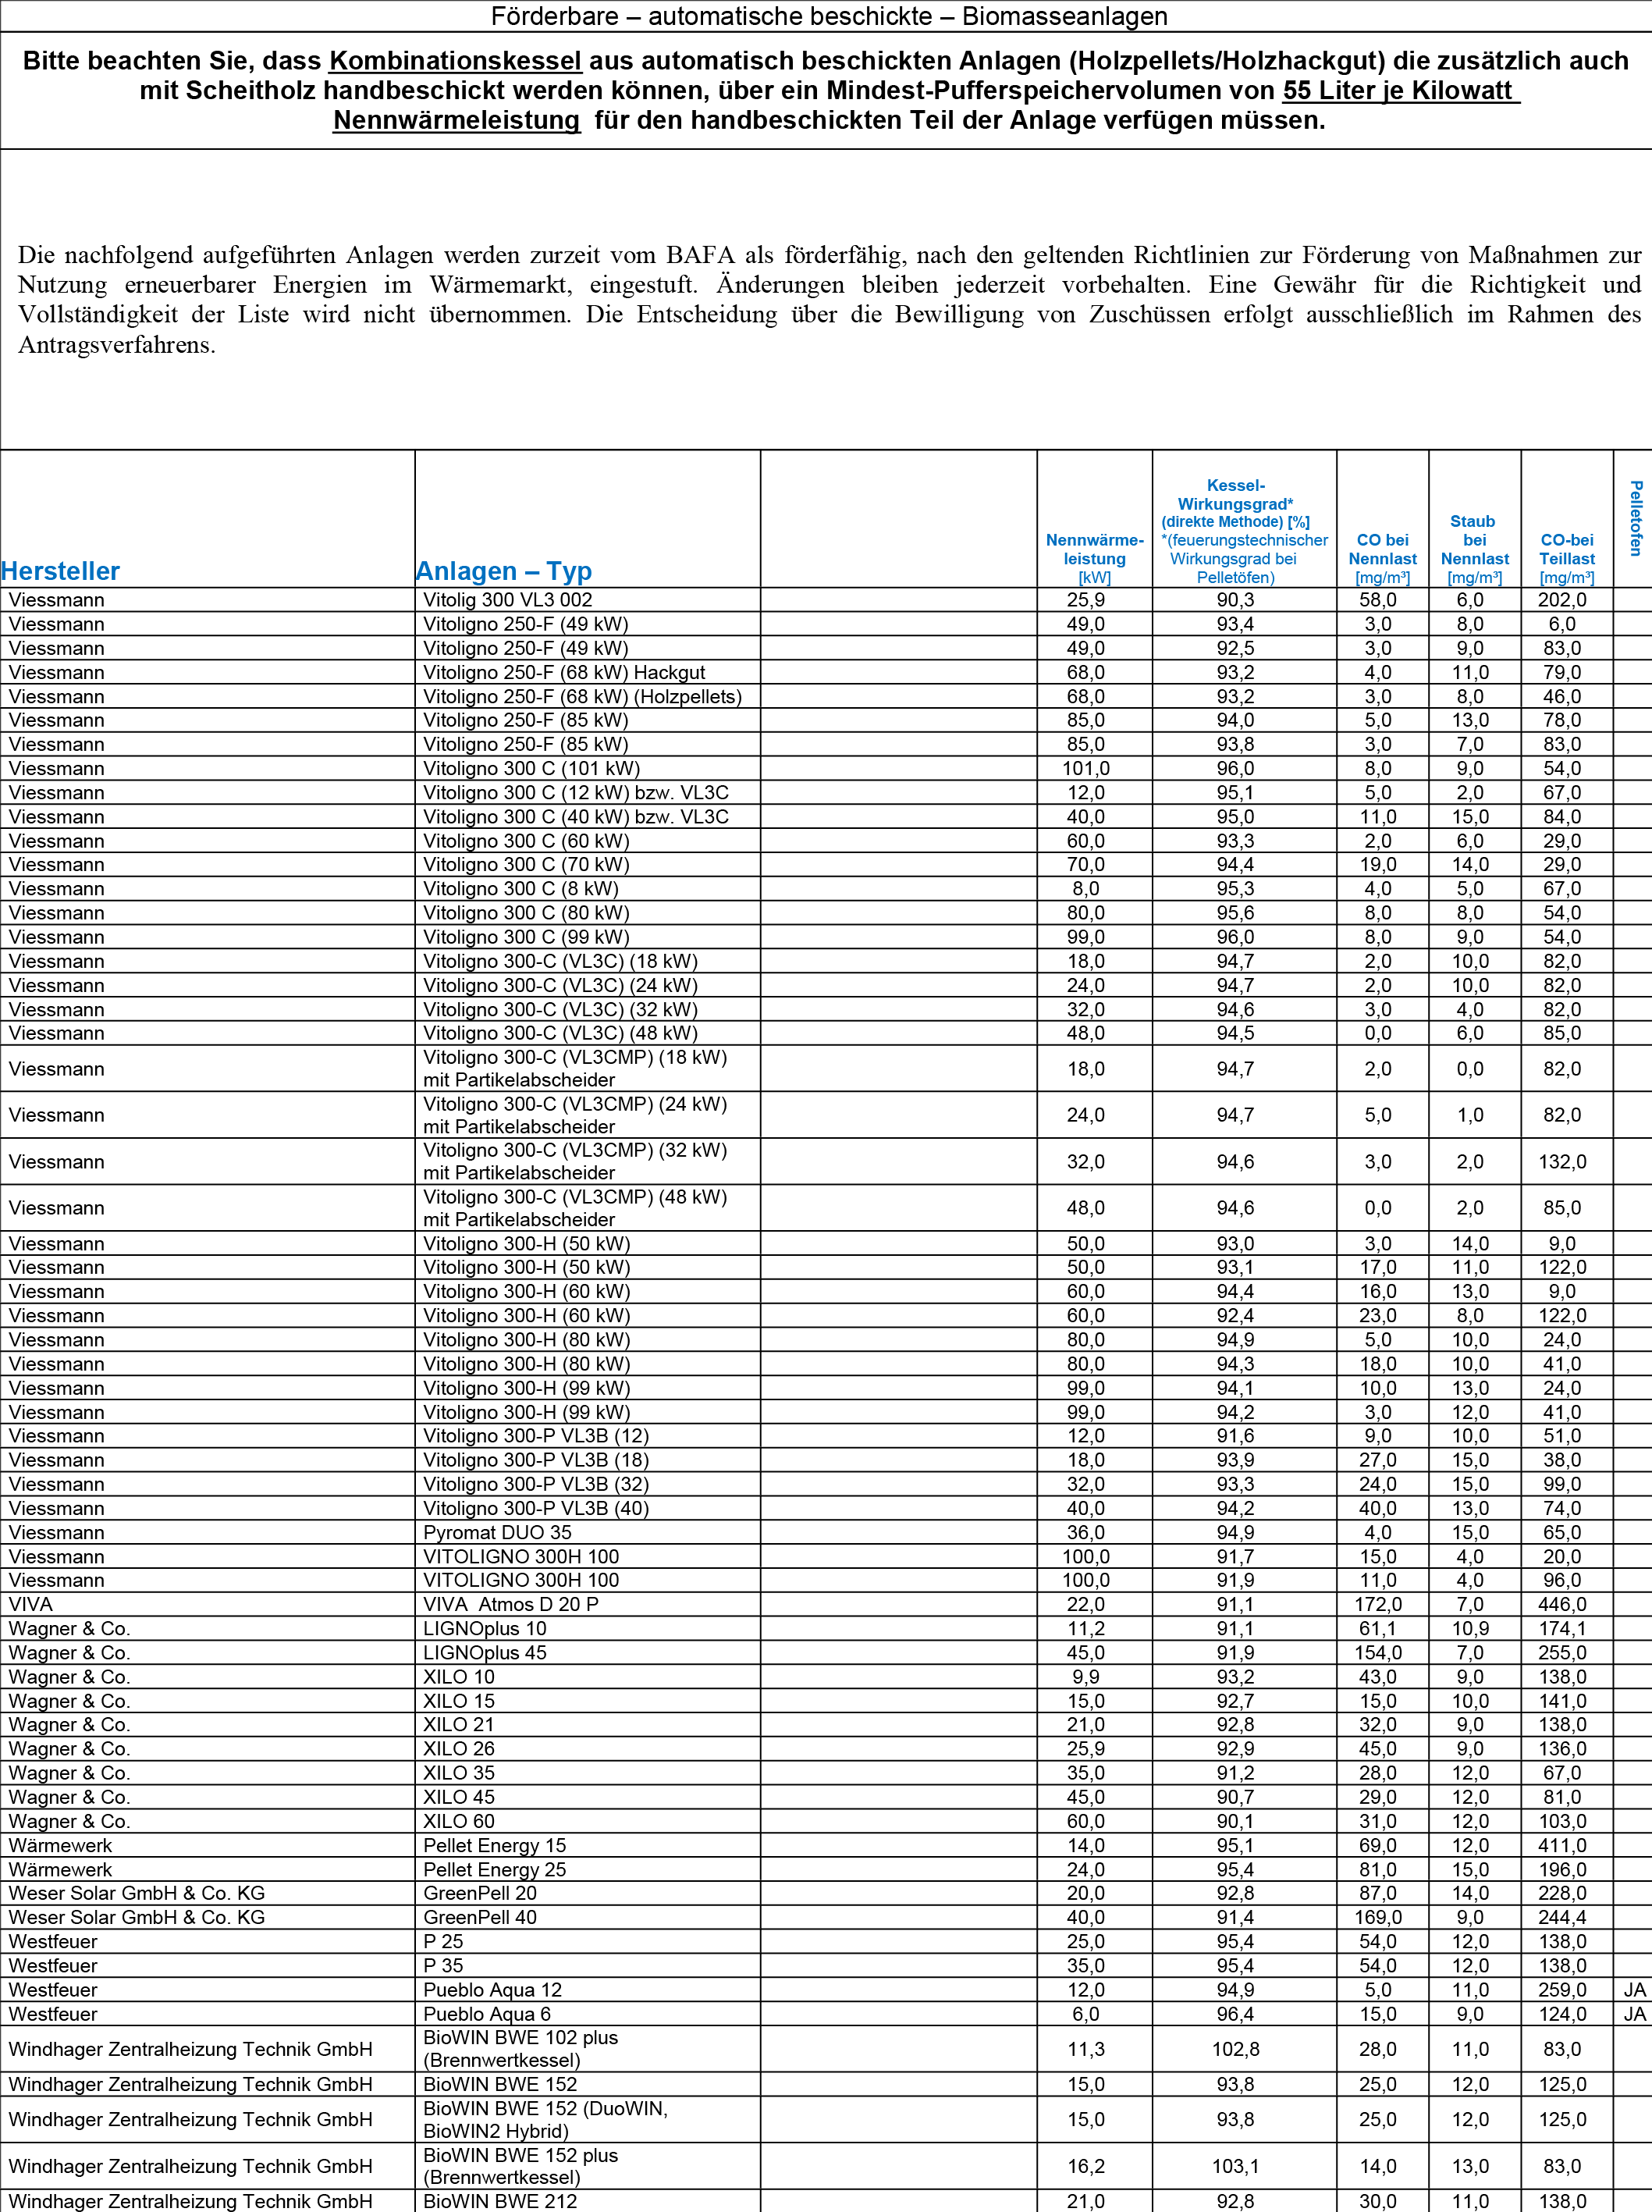 Förderbare – automatische beschickte – Biomasseanlagen
Bitte beachten Sie, dass Kombinationskessel aus automatisch beschickten Anlagen (Holzpellets/Holzhackgut) die zusätzlich auch
mit Scheitholz handbeschickt werden können, über ein Mindest-Pufferspeichervolumen von 55 Liter je Kilowatt
Nennwärmeleistung für den handbeschickten Teil der Anlage verfügen müssen.
Die nachfolgend aufgeführten Anlagen werden zurzeit vom BAFA als förderfähig, nach den geltenden Richtlinien zur Förderung von Maßnahmen zur
Nutzung erneuerbarer Energien im Wärmemarkt, eingestuft. Änderungen bleiben jederzeit vorbehalten. Eine Gewähr für die Richtigkeit und
Vollständigkeit der Liste wird nicht übernommen. Die Entscheidung über die Bewilligung von Zuschüssen erfolgt ausschließlich im Rahmen des
Antragsverfahrens.
Hersteller
Anlagen – Typ
Nennwärme-
leistung
[kW]
Kessel-
Wirkungsgrad*
(direkte Methode) [%]
*(feuerungstechnischer
Wirkungsgrad bei
Pelletöfen)
CO bei
Nennlast
[mg/m³]
Staub
bei
Nennlast
[mg/m³]
CO-bei
Teillast
[mg/m³]
Pelletofen
Viessmann Vitolig 300 VL3 002 25,9 90,3 58,0 6,0 202,0
Viessmann Vitoligno 250-F (49 kW) 49,0 93,4 3,0 8,0 6,0
Viessmann Vitoligno 250-F (49 kW) 49,0 92,5 3,0 9,0 83,0
Viessmann Vitoligno 250-F (68 kW) Hackgut 68,0 93,2 4,0 11,0 79,0
Viessmann Vitoligno 250-F (68 kW) (Holzpellets) 68,0 93,2 3,0 8,0 46,0
Viessmann Vitoligno 250-F (85 kW) 85,0 94,0 5,0 13,0 78,0
Viessmann Vitoligno 250-F (85 kW) 85,0 93,8 3,0 7,0 83,0
Viessmann Vitoligno 300 C (101 kW) 101,0 96,0 8,0 9,0 54,0
Viessmann Vitoligno 300 C (12 kW) bzw. VL3C 12,0 95,1 5,0 2,0 67,0
Viessmann Vitoligno 300 C (40 kW) bzw. VL3C 40,0 95,0 11,0 15,0 84,0
Viessmann Vitoligno 300 C (60 kW) 60,0 93,3 2,0 6,0 29,0
Viessmann Vitoligno 300 C (70 kW) 70,0 94,4 19,0 14,0 29,0
Viessmann Vitoligno 300 C (8 kW) 8,0 95,3 4,0 5,0 67,0
Viessmann Vitoligno 300 C (80 kW) 80,0 95,6 8,0 8,0 54,0
Viessmann Vitoligno 300 C (99 kW) 99,0 96,0 8,0 9,0 54,0
Viessmann Vitoligno 300-C (VL3C) (18 kW) 18,0 94,7 2,0 10,0 82,0
Viessmann Vitoligno 300-C (VL3C) (24 kW) 24,0 94,7 2,0 10,0 82,0
Viessmann Vitoligno 300-C (VL3C) (32 kW) 32,0 94,6 3,0 4,0 82,0
Viessmann Vitoligno 300-C (VL3C) (48 kW) 48,0 94,5 0,0 6,0 85,0
Vitoligno 300-C (VL3CMP) (18 kW)
Viessmann 18,0 94,7 2,0 0,0 82,0
mit Partikelabscheider
Vitoligno 300-C (VL3CMP) (24 kW)
Viessmann 24,0 94,7 5,0 1,0 82,0
mit Partikelabscheider
Vitoligno 300-C (VL3CMP) (32 kW)
Viessmann 32,0 94,6 3,0 2,0 132,0
mit Partikelabscheider
Vitoligno 300-C (VL3CMP) (48 kW)
Viessmann 48,0 94,6 0,0 2,0 85,0
mit Partikelabscheider
Viessmann Vitoligno 300-H (50 kW) 50,0 93,0 3,0 14,0 9,0
Viessmann Vitoligno 300-H (50 kW) 50,0 93,1 17,0 11,0 122,0
Viessmann Vitoligno 300-H (60 kW) 60,0 94,4 16,0 13,0 9,0
Viessmann Vitoligno 300-H (60 kW) 60,0 92,4 23,0 8,0 122,0
Viessmann Vitoligno 300-H (80 kW) 80,0 94,9 5,0 10,0 24,0
Viessmann Vitoligno 300-H (80 kW) 80,0 94,3 18,0 10,0 41,0
Viessmann Vitoligno 300-H (99 kW) 99,0 94,1 10,0 13,0 24,0
Viessmann Vitoligno 300-H (99 kW) 99,0 94,2 3,0 12,0 41,0
Viessmann Vitoligno 300-P VL3B (12) 12,0 91,6 9,0 10,0 51,0
Viessmann Vitoligno 300-P VL3B (18) 18,0 93,9 27,0 15,0 38,0
Viessmann Vitoligno 300-P VL3B (32) 32,0 93,3 24,0 15,0 99,0
Viessmann Vitoligno 300-P VL3B (40) 40,0 94,2 40,0 13,0 74,0
Viessmann Pyromat DUO 35 36,0 94,9 4,0 15,0 65,0
Viessmann VITOLIGNO 300H 100 100,0 91,7 15,0 4,0 20,0
Viessmann VITOLIGNO 300H 100 100,0 91,9 11,0 4,0 96,0
VIVA VIVA Atmos D 20 P 22,0 91,1 172,0 7,0 446,0
Wagner & Co. LIGNOplus 10 11,2 91,1 61,1 10,9 174,1
Wagner & Co. LIGNOplus 45 45,0 91,9 154,0 7,0 255,0
Wagner & Co. XILO 10 9,9 93,2 43,0 9,0 138,0
Wagner & Co. XILO 15 15,0 92,7 15,0 10,0 141,0
Wagner & Co. XILO 21 21,0 92,8 32,0 9,0 138,0
Wagner & Co. XILO 26 25,9 92,9 45,0 9,0 136,0
Wagner & Co. XILO 35 35,0 91,2 28,0 12,0 67,0
Wagner & Co. XILO 45 45,0 90,7 29,0 12,0 81,0
Wagner & Co. XILO 60 60,0 90,1 31,0 12,0 103,0
Wärmewerk Pellet Energy 15 14,0 95,1 69,0 12,0 411,0
Wärmewerk Pellet Energy 25 24,0 95,4 81,0 15,0 196,0
Weser Solar GmbH & Co. KG GreenPell 20 20,0 92,8 87,0 14,0 228,0
Weser Solar GmbH & Co. KG GreenPell 40 40,0 91,4 169,0 9,0 244,4
Westfeuer P 25 25,0 95,4 54,0 12,0 138,0
Westfeuer P 35 35,0 95,4 54,0 12,0 138,0
Westfeuer Pueblo Aqua 12 12,0 94,9 5,0 11,0 259,0 JA
Westfeuer Pueblo Aqua 6 6,0 96,4 15,0 9,0 124,0 JA
BioWIN BWE 102 plus
Windhager Zentralheizung Technik GmbH 11,3 102,8 28,0 11,0 83,0
(Brennwertkessel)
Windhager Zentralheizung Technik GmbH BioWIN BWE 152 15,0 93,8 25,0 12,0 125,0
BioWIN BWE 152 (DuoWIN,
Windhager Zentralheizung Technik GmbH 15,0 93,8 25,0 12,0 125,0
BioWIN2 Hybrid)
BioWIN BWE 152 plus
Windhager Zentralheizung Technik GmbH 16,2 103,1 14,0 13,0 83,0
(Brennwertkessel)
Windhager Zentralheizung Technik GmbH BioWIN BWE 212 21,0 92,8 30,0 11,0 138,0